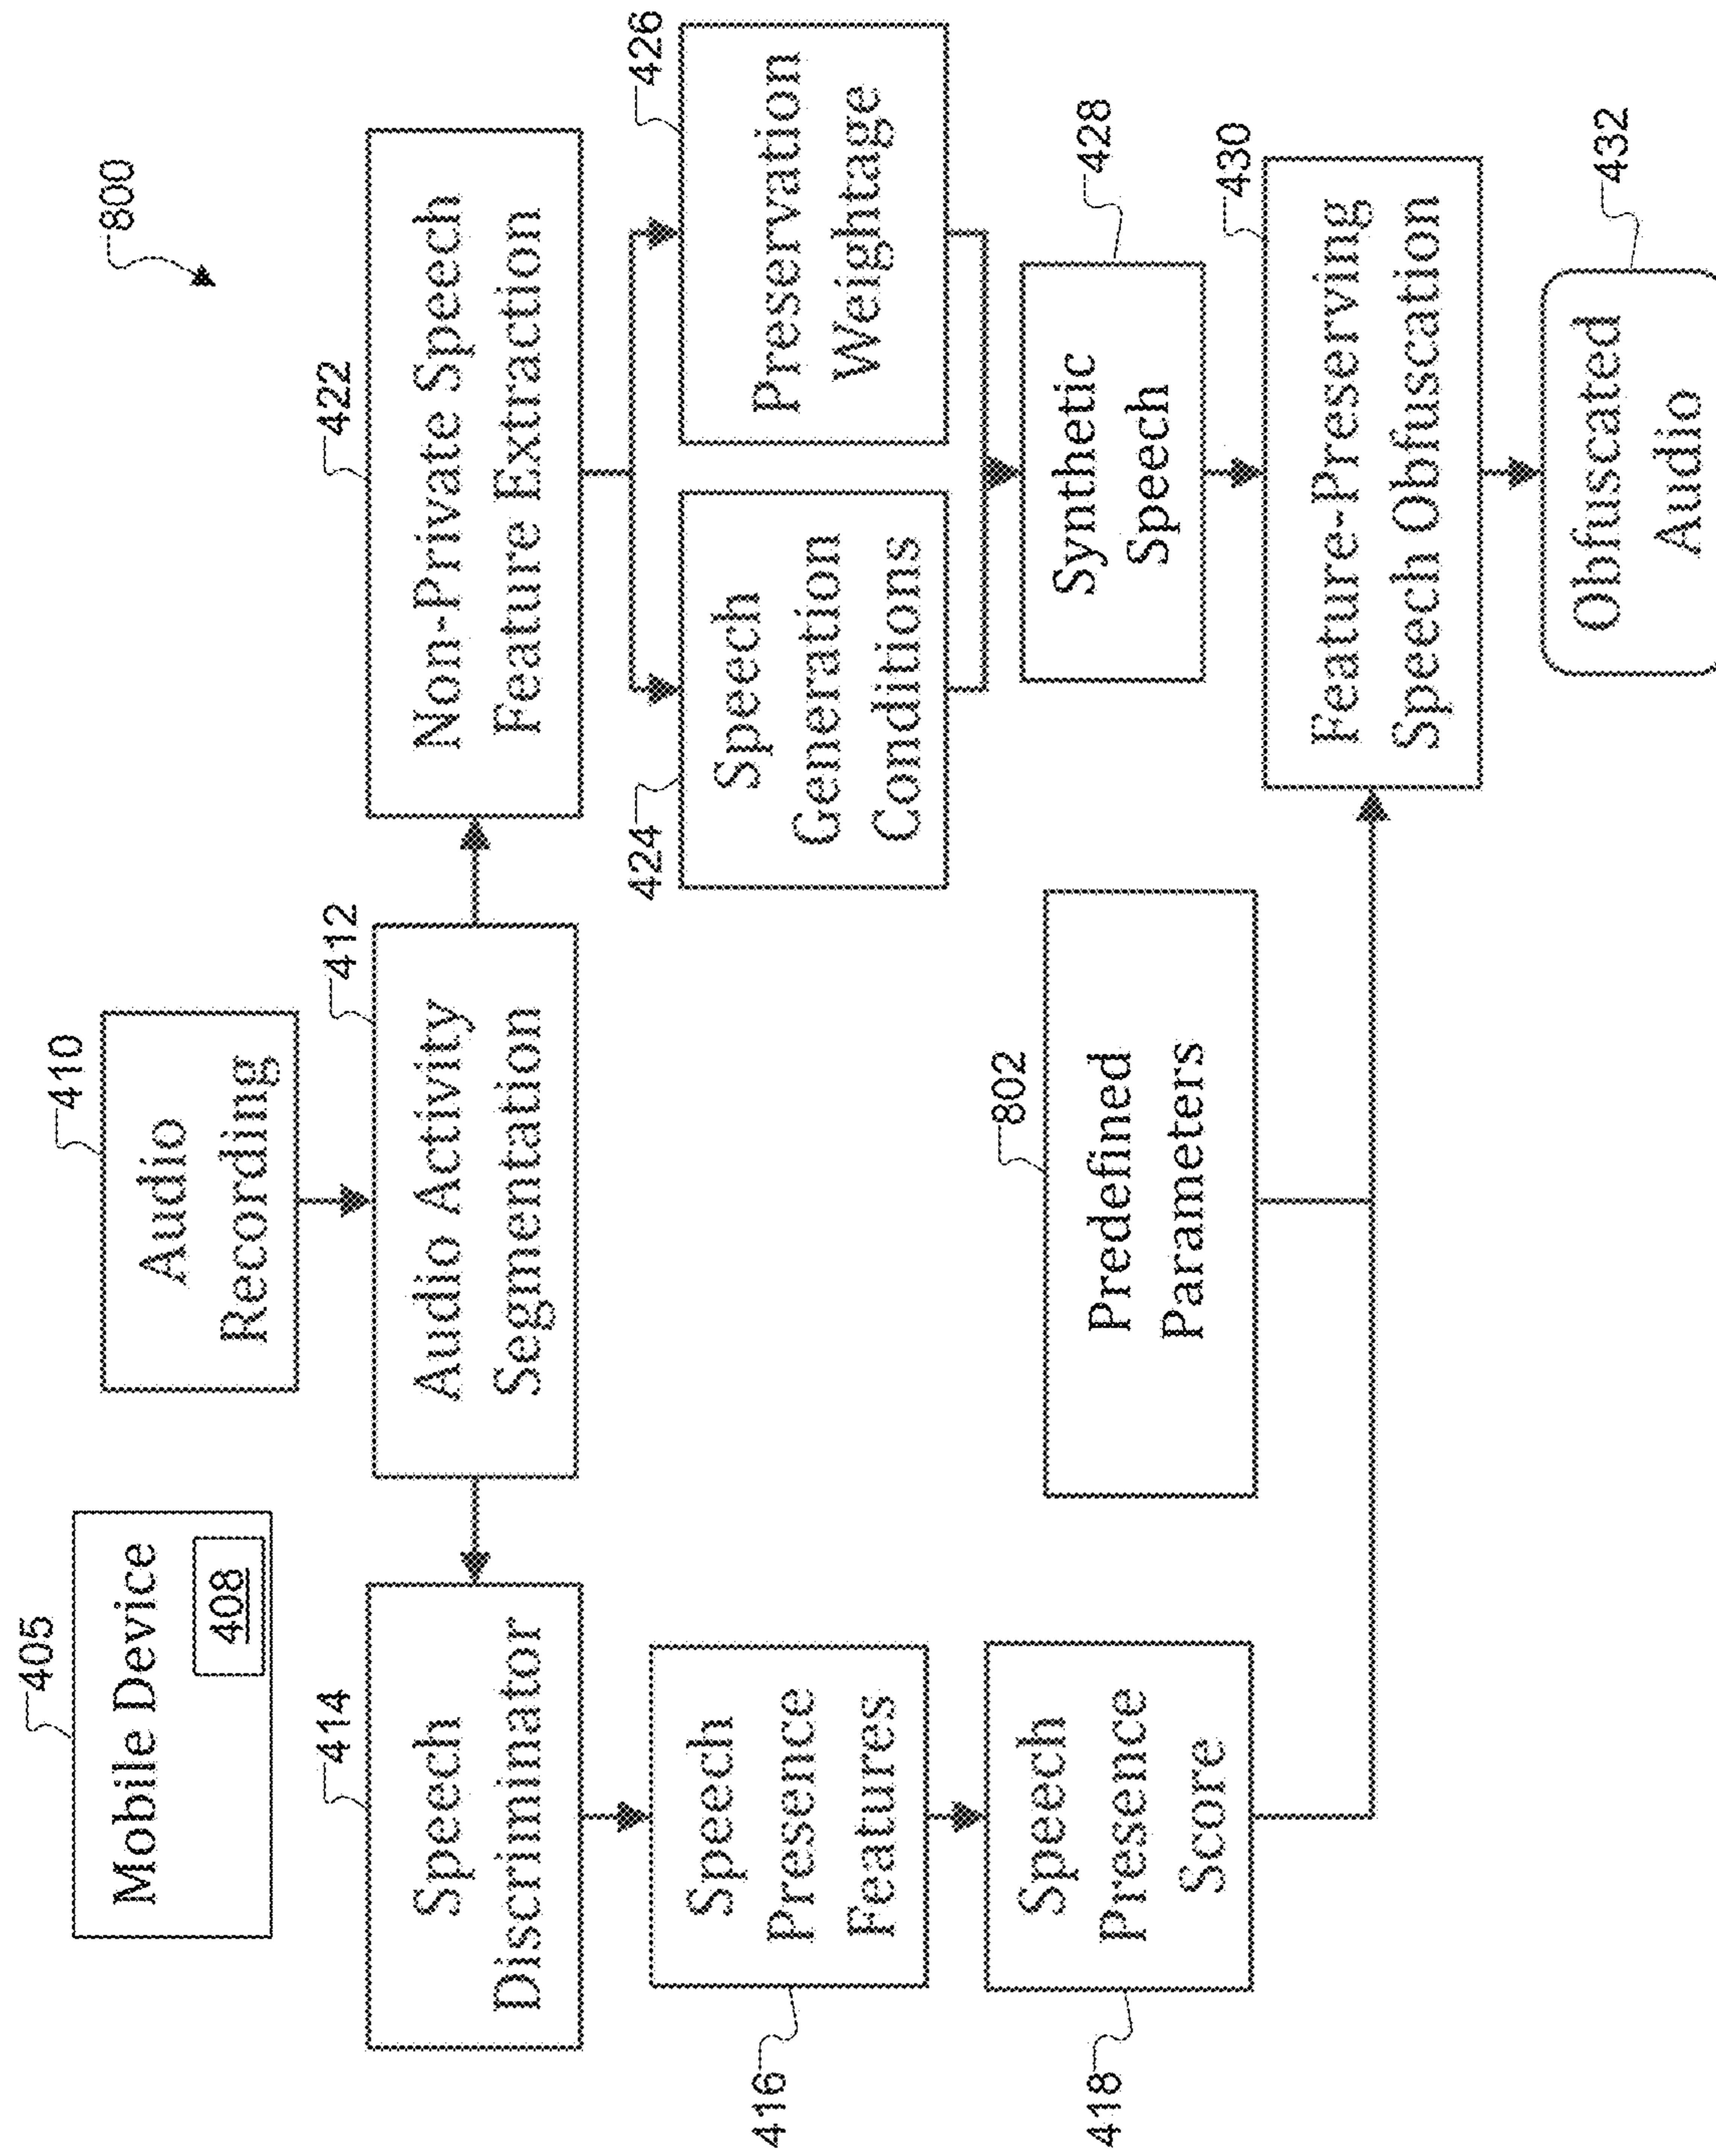 800
405
Mobile Device
408
410
Audio
Recording
414
Speech
Discriminator
412
Audio Activity
Segmentation
422
Non-Private Speech
Feature Extraction
416
Speech
Presence
Features
424
Speech
Generation
Conditions
426
Preservation
Weightage
418
Speech
Presence
Score
802
Predefined
Parameters
Synthetic
Speech
428
Feature-Preserving
Speech Obfuscation
430
Obfuscated
Audio
432